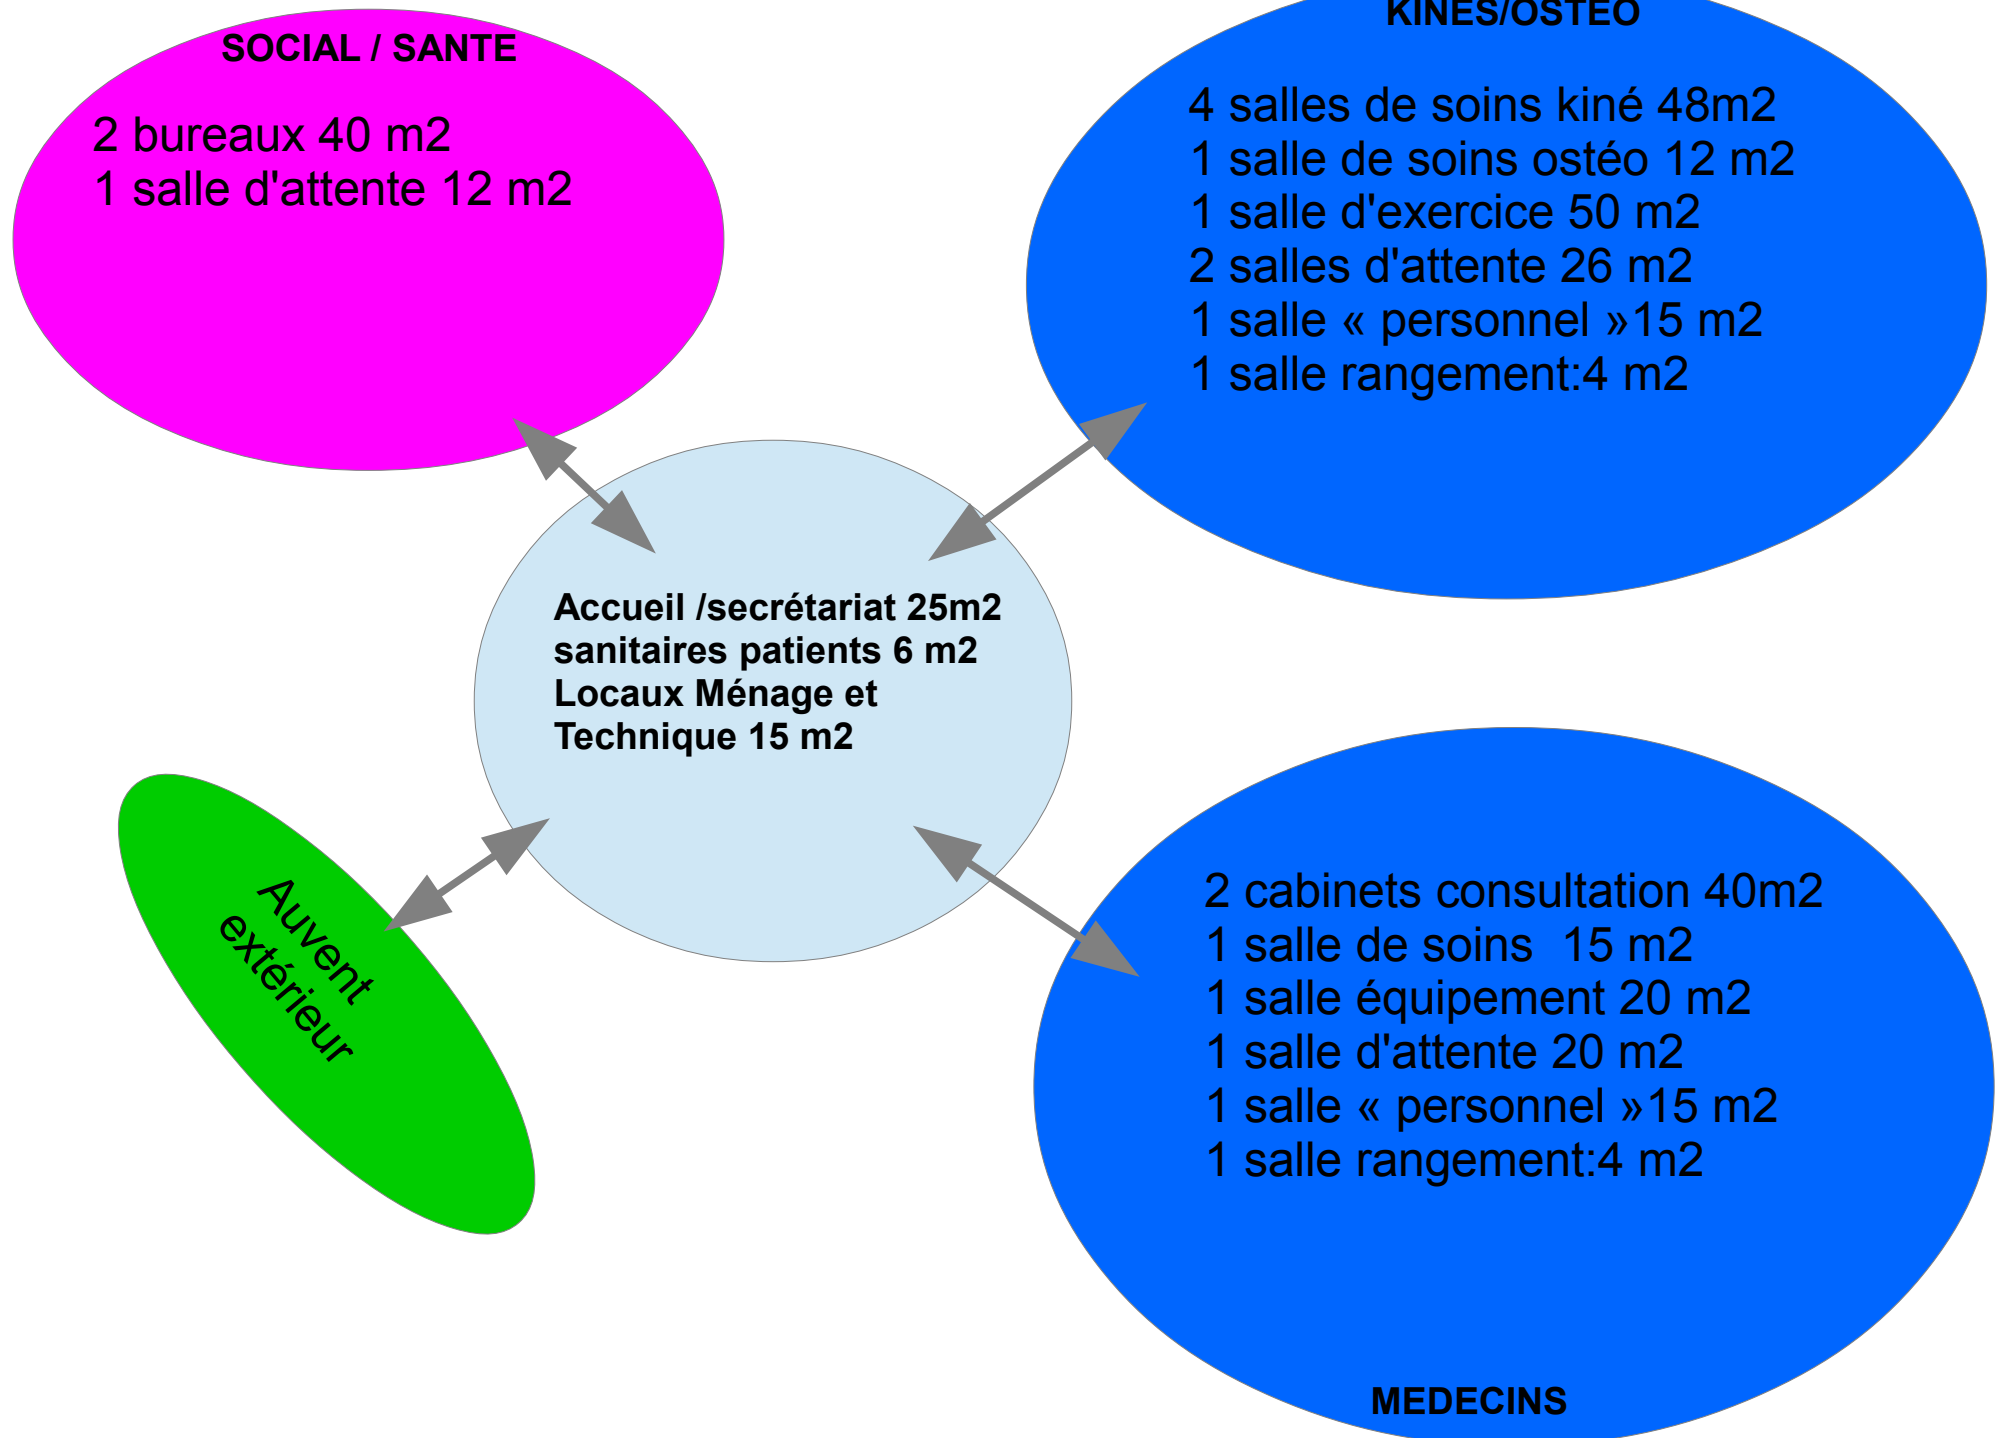 SOCIAL / SANTE
2 bureaux 40 m2
1 salle d'attente 12 m2
KINES/OSTEO
4 salles de soins kiné 48m2
1 salle de soins ostéo 12 m2
1 salle d'exercice 50 m2
2 salles d'attente 26 m2
1 salle « personnel »15 m2
1 salle rangement:4 m2
Accueil /secrétariat 25m2
sanitaires patients 6 m2
Locaux Ménage et
Technique 15 m2
Auvent
extérieur
2 cabinets consultation 40m2
1 salle de soins  15 m2
1 salle équipement 20 m2
1 salle d'attente 20 m2
1 salle « personnel »15 m2
1 salle rangement:4 m2
MEDECINS